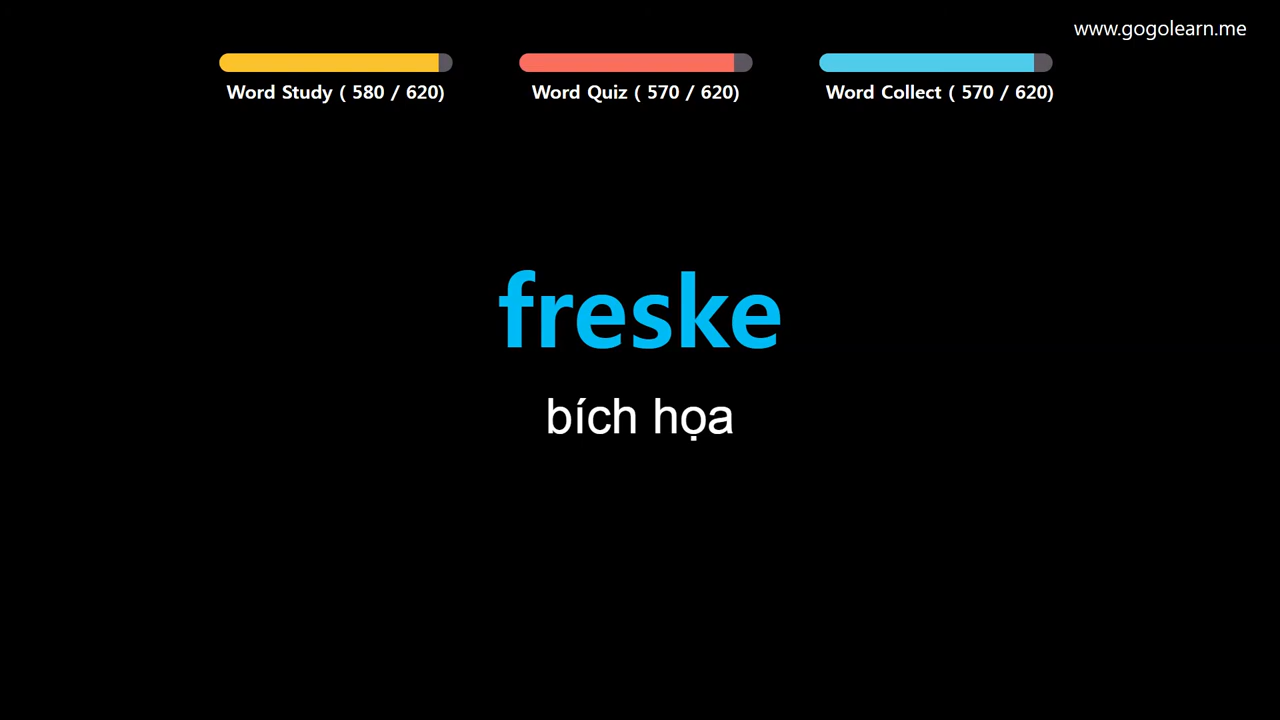 www.gogolearn.me
Word Study ( 580 / 620)
Word Quiz ( 570 / 620)
Word Collect ( 570 / 620)
freske
bích họa